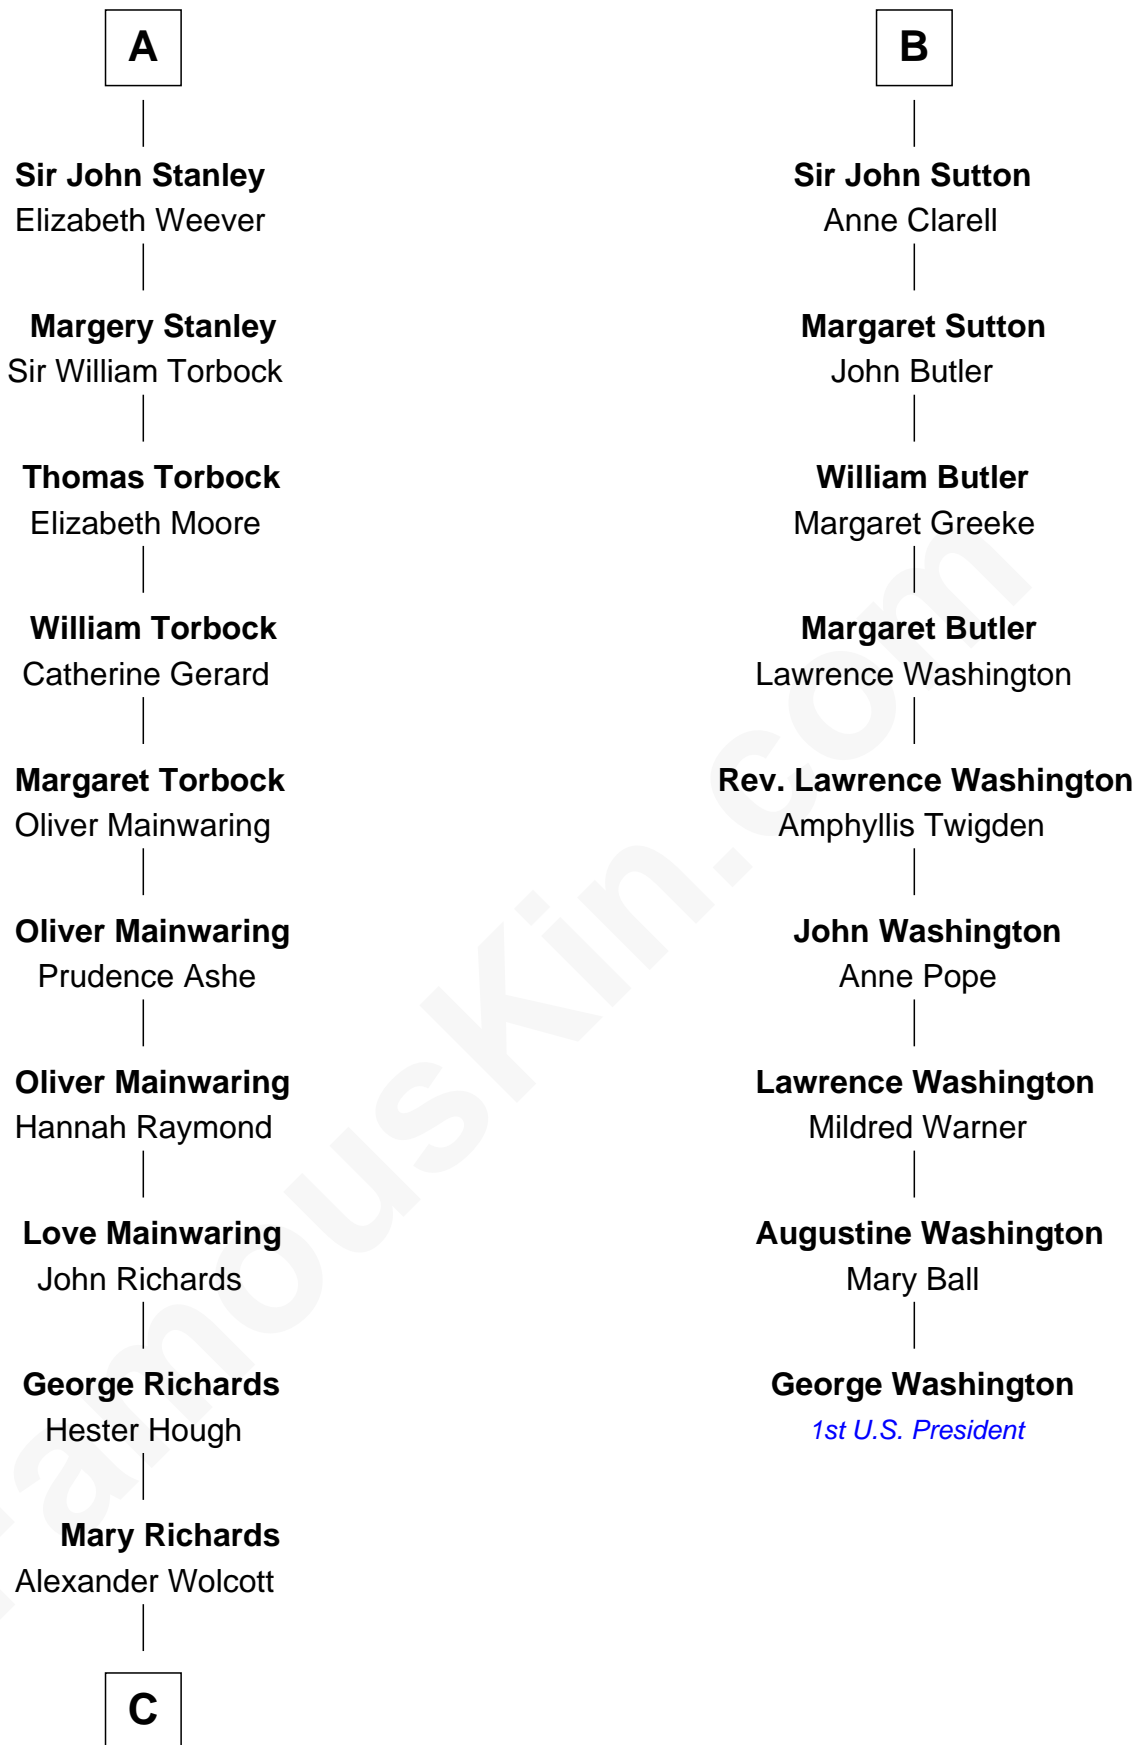 A
Sir John Stanley
Elizabeth Weever
Margery Stanley
Sir William Torbock
Thomas Torbock
Elizabeth Moore
William Torbock
Catherine Gerard
Margaret Torbock
Oliver Mainwaring
Oliver Mainwaring
Prudence Ashe
Oliver Mainwaring
Hannah Raymond
Love Mainwaring
John Richards
George Richards
Hester Hough
Mary Richards
Alexander Wolcott
C
B
Sir John Sutton
Anne Clarell
Margaret Sutton
John Butler
William Butler
Margaret Greeke
Margaret Butler
Lawrence Washington
Rev. Lawrence Washington
Amphyllis Twigden
John Washington
Anne Pope
Lawrence Washington
Mildred Warner
Augustine Washington
Mary Ball
George Washington
1st U.S. President
FamousKin.com